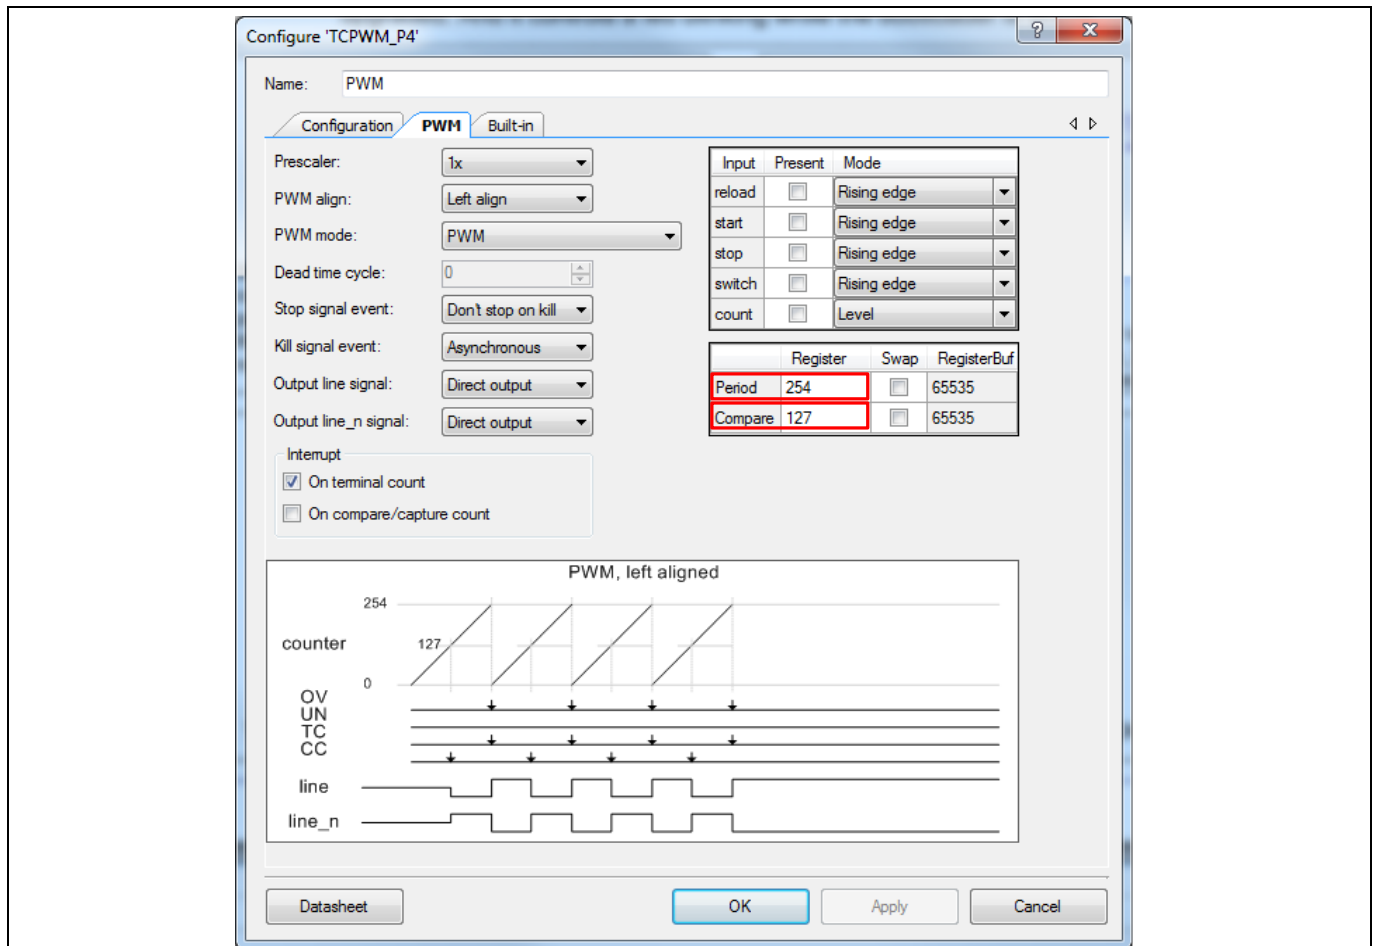 Configure 'TCPWM_P4'
?
x
Name: PWM
Configuration PWM Built-in
Prescaler: 1x
PWM align: Left align
PWM mode: PWM
Dead time cycle: 0
Stop signal event: Don't stop on kill
Kill signal event: Asynchronous
Output line signal: Direct output
Output line_n signal: Direct output
Interrupt
On terminal count
On compare/capture count
Input Present Mode
reload Rising edge
start Rising edge
stop Rising edge
switch Rising edge
count Level
Register Swap RegisterBuf
Period 254 65535
Compare 127 65535
PWM, left aligned
254
counter 127
0
OV
UN
TC
CC
line
line_n
Datasheet OK Apply Cancel